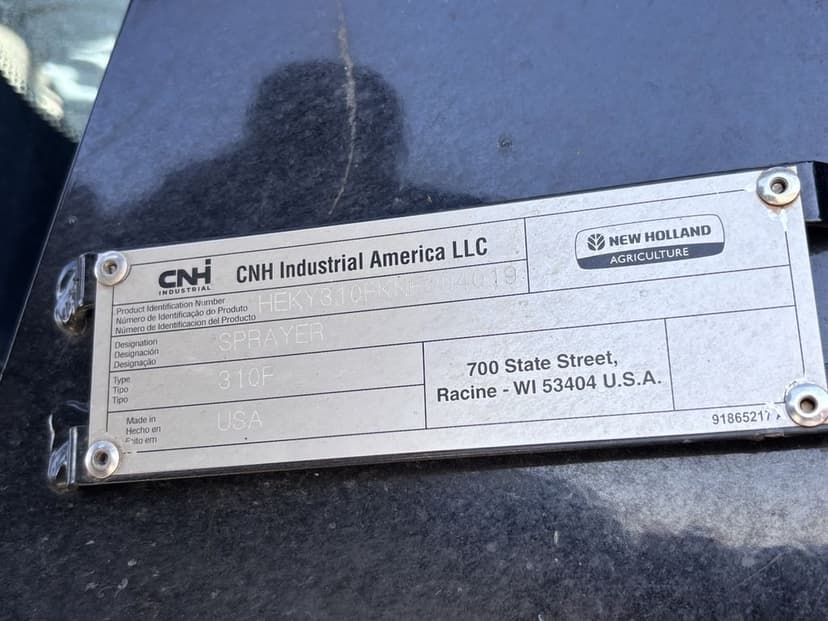 CNH
INDUSTRIAL
CNH Industrial America LLC
NEW HOLLAND
AGRICULTURE
Product Identification Number
Número de Identificação do Produto
Número de Identificacion del Producto
Designation
Designación
Designação
SPRAYER
Type
Tipo
Tipo
310F
700 State Street,
Racine - WI 53404 U.S.A.
Made in
Hecho en
USA
91865217